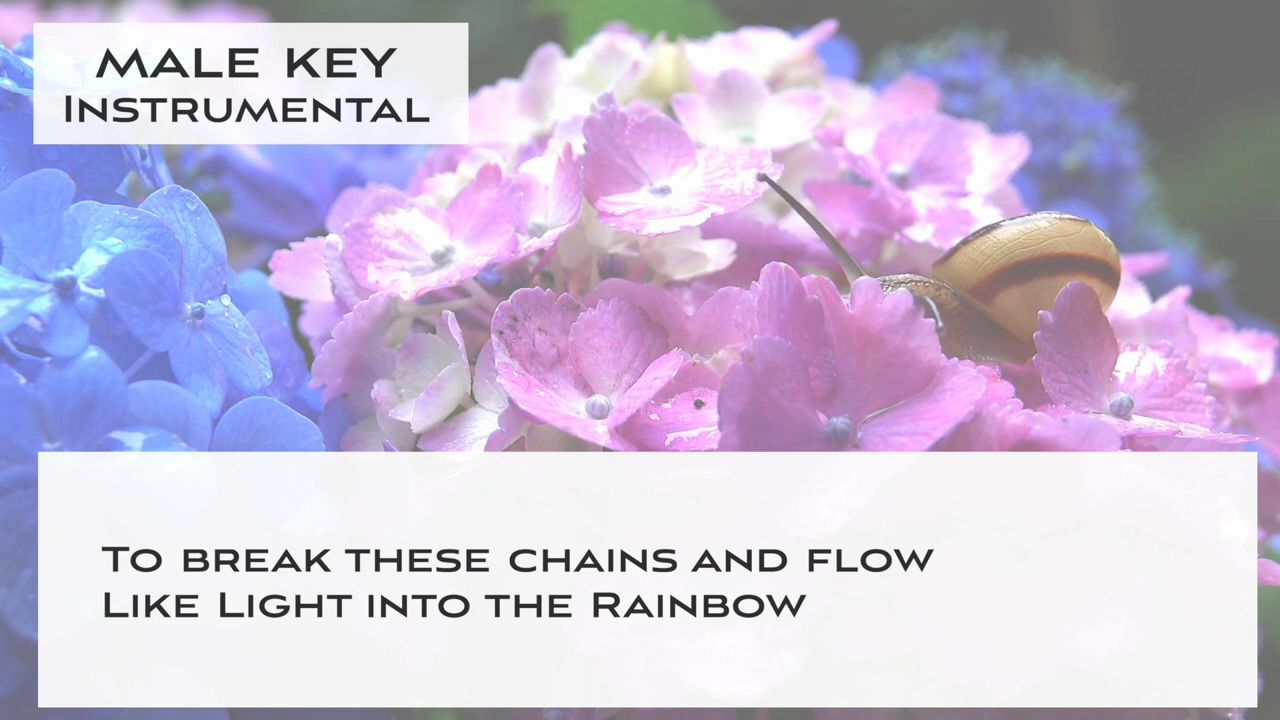 MALE KEY
INSTRUMENTAL
TO BREAK THESE CHAINS AND FLOW
LIKE LIGHT INTO THE RAINBOW